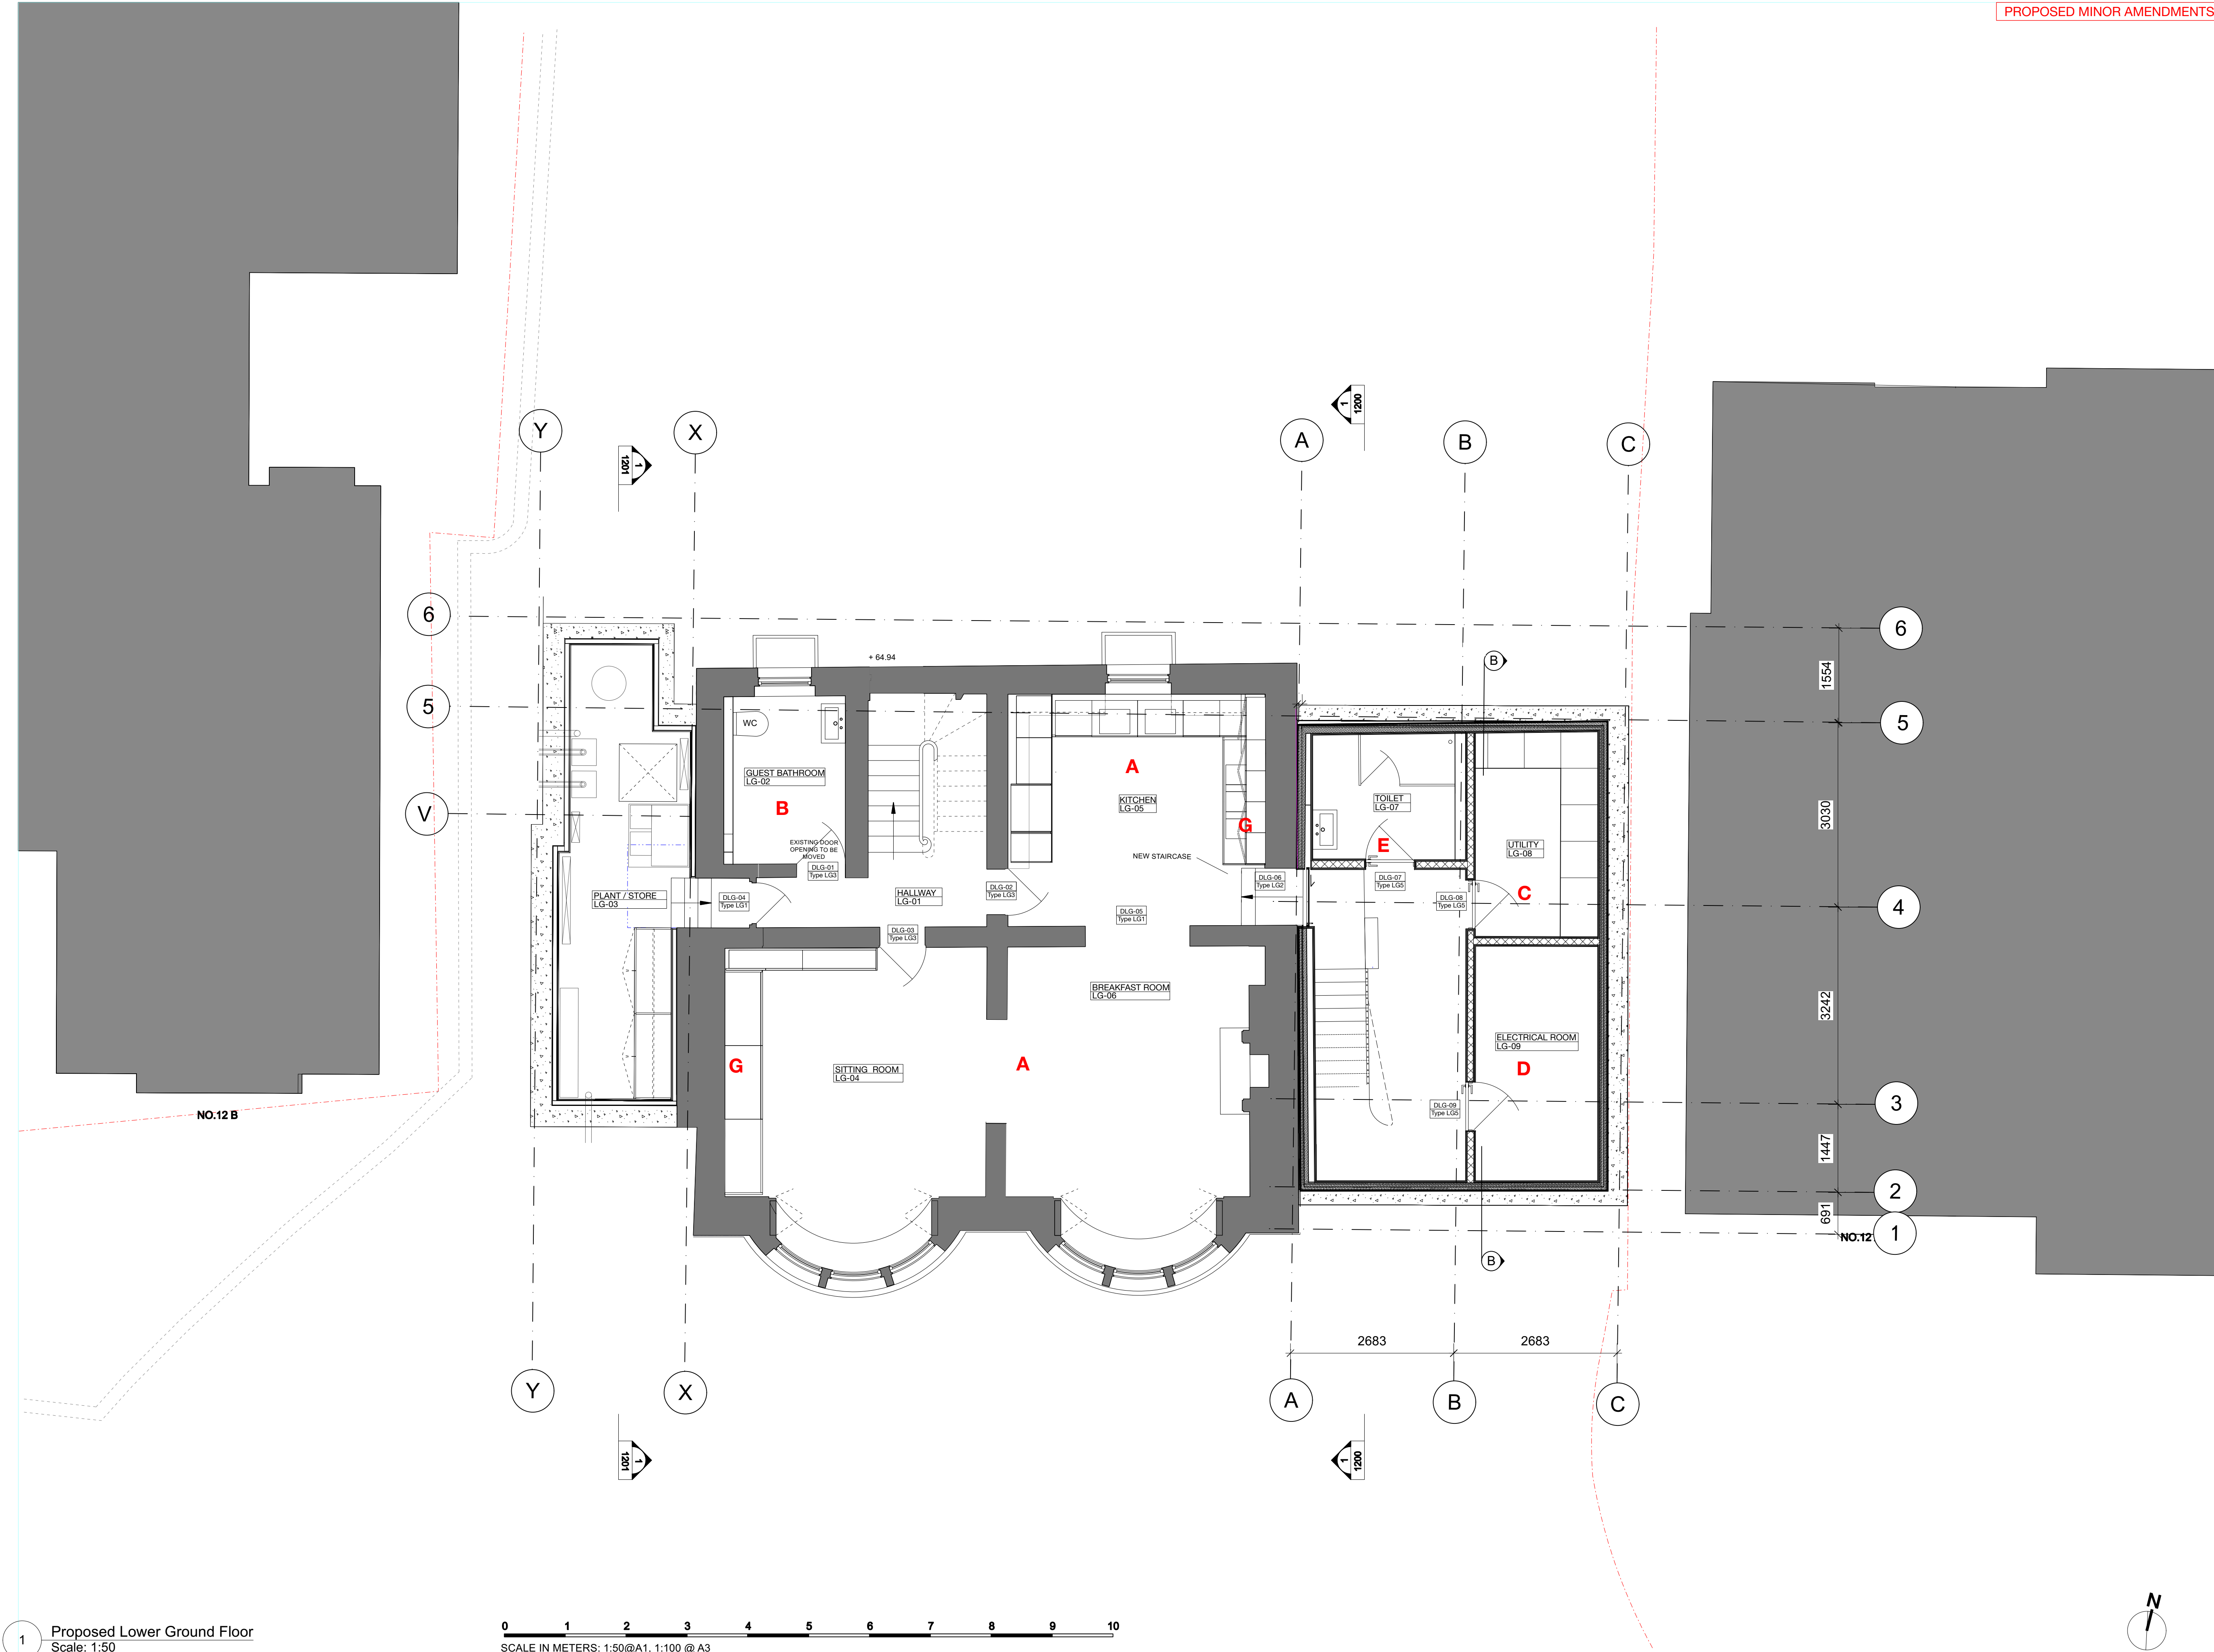 PROPOSED MINOR AMENDMENTS
1
1200
Y
X
A
B
C
1
1201
6
6
+ 64.94
B
1554
5
5
WC
GUEST BATHROOM
LG-02
A
B
KITCHEN
LG-05
TOILET
LG-07
3030
V
G
EXISTING DOOR
OPENING TO BE
MOVED
E
UTILITY
LG-08
NEW STAIRCASE
DLG-01
Type LG3
PLANT / STORE
LG-03
DLG-04
Type LG1
HALLWAY
LG-01
DLG-02
Type LG3
DLG-06
Type LG2
DLG-07
Type LG5
DLG-08
Type LG5
C
4
DLG-05
Type LG1
DLG-03
Type LG3
BREAKFAST ROOM
LG-06
3242
G
SITTING ROOM
LG-04
A
ELECTRICAL ROOM
LG-09
D
DLG-09
Type LG5
3
NO.12 B
1447
2
691
NO.12
1
B
2683
2683
Y
X
A
B
C
1
1201
1
1200
N
1
Proposed Lower Ground Floor
Scale: 1:50
0 1 2 3 4 5 6 7 8 9 10
SCALE IN METERS: 1:50@A1, 1:100 @ A3